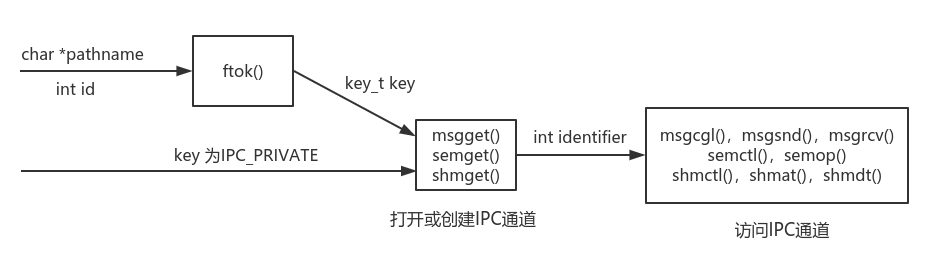 char *pathname
int id
ftok()
key_t key
key 为IPC_PRIVATE
msgget()
semget()
shmget()
打开或创建IPC通道
int identifier
msgcgl()，msgsnd()，msgrcv()
semctl()，semop()
shmctl()，shmat()，shmdt()
访问IPC通道